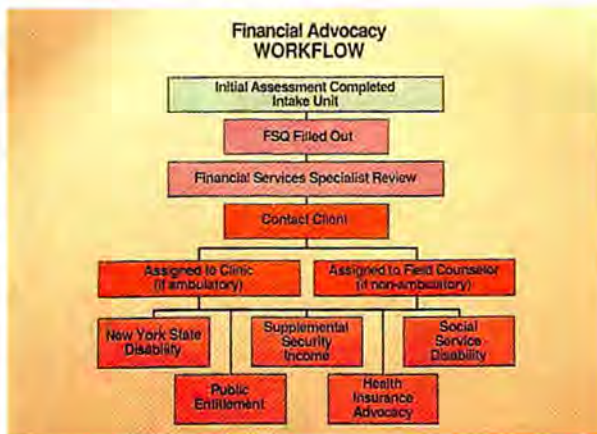 Financial Advocacy
WORKFLOW
Initial Assessment Completed
Intake Unit
FSQ Filled Out
Financial Services Specialist Review
Contact Client
Assigned to Clinic
(if ambulatory)
Assigned to Field Counselor
(if non-ambulatory)
New York State
Disability
Supplemental
Security
Income
Social
Service
Disability
Public
Entitlement
Health
Insurance
Advocacy